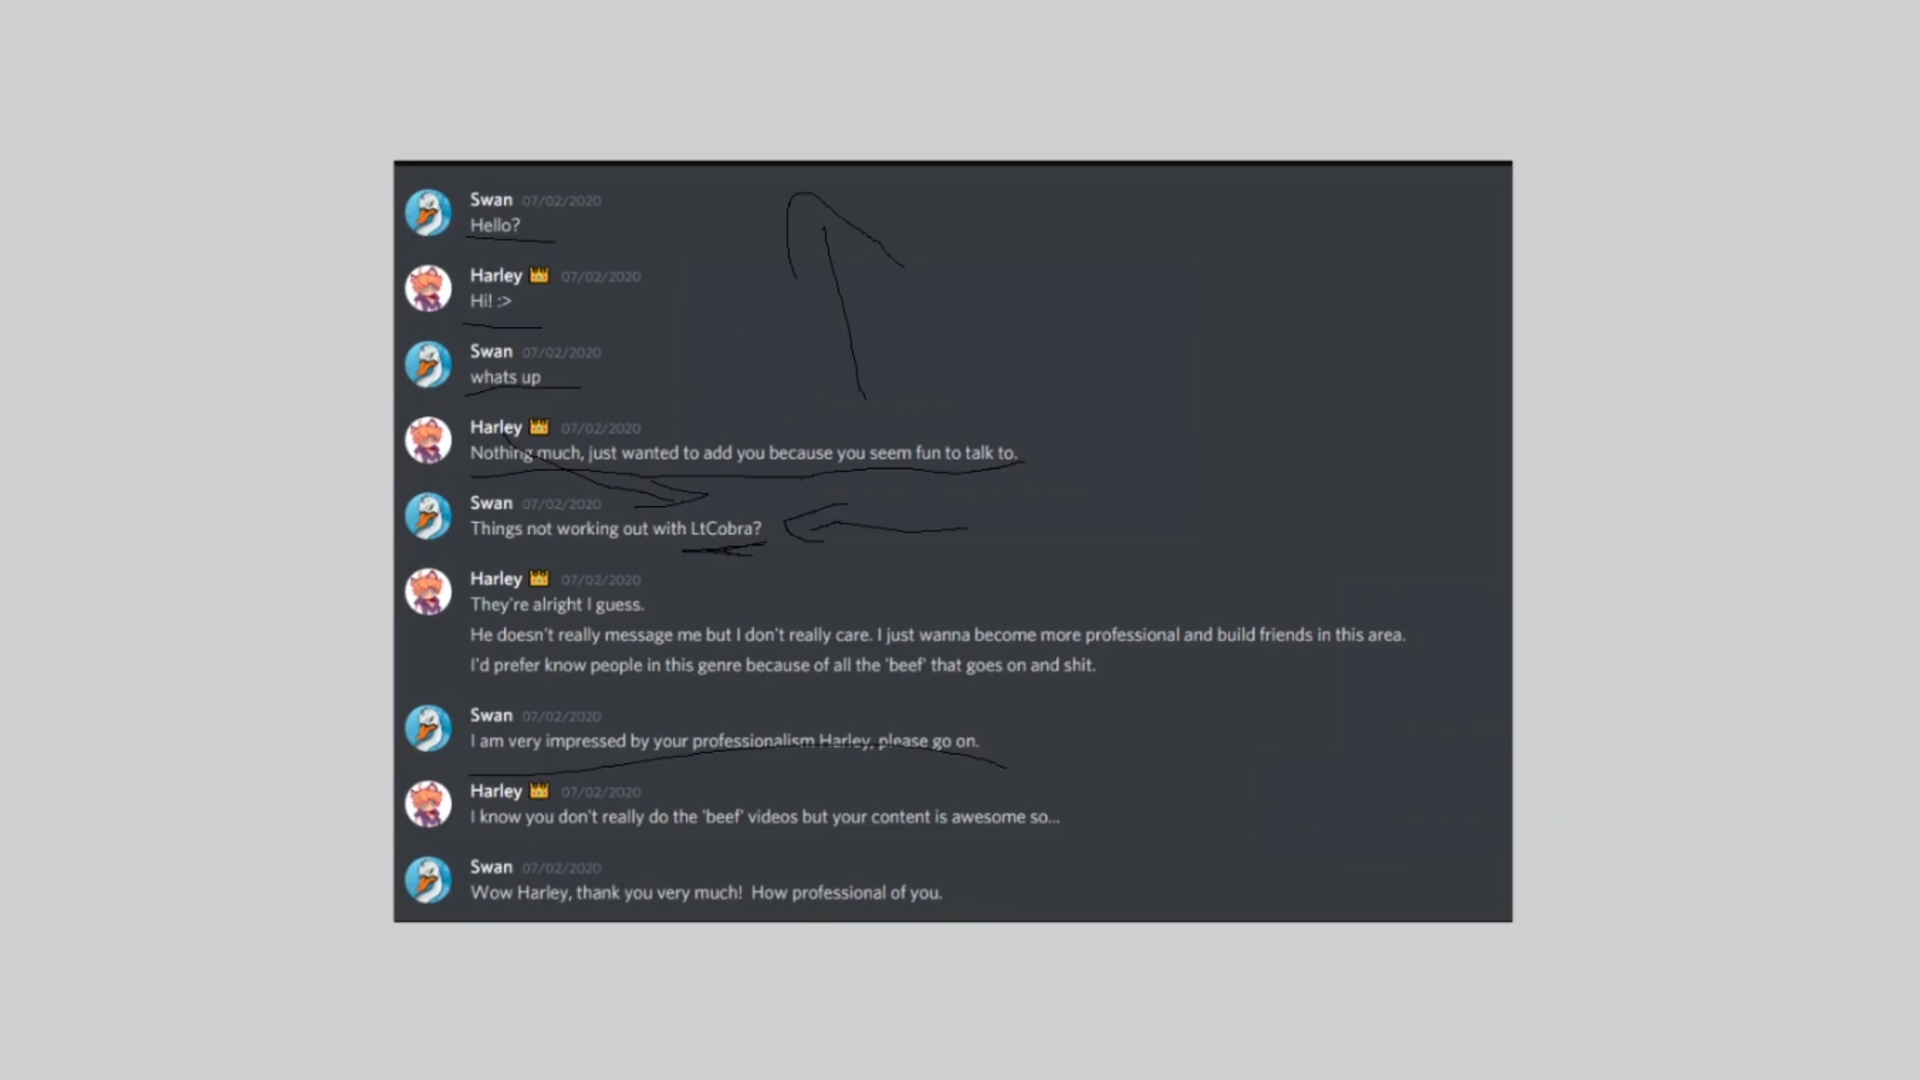 Swan 07/02/2020
Hello?
Harley 07/02/2020
Hi! :>
Swan 07/02/2020
whats up
Harley 07/02/2020
Nothing much, just wanted to add you because you seem fun to talk to.
Swan 07/02/2020
Things not working out with LtCobra?
Harley 07/02/2020
They're alright I guess.
He doesn't really message me but I don't really care. I just wanna become more professional and build friends in this area.
I'd prefer know people in this genre because of all the 'beef' that goes on and shit.
Swan 07/02/2020
I am very impressed by your professionalism Harley, please go on.
Harley 07/02/2020
I know you don't really do the 'beef' videos but your content is awesome so...
Swan 07/02/2020
Wow Harley, thank you very much! How professional of you.